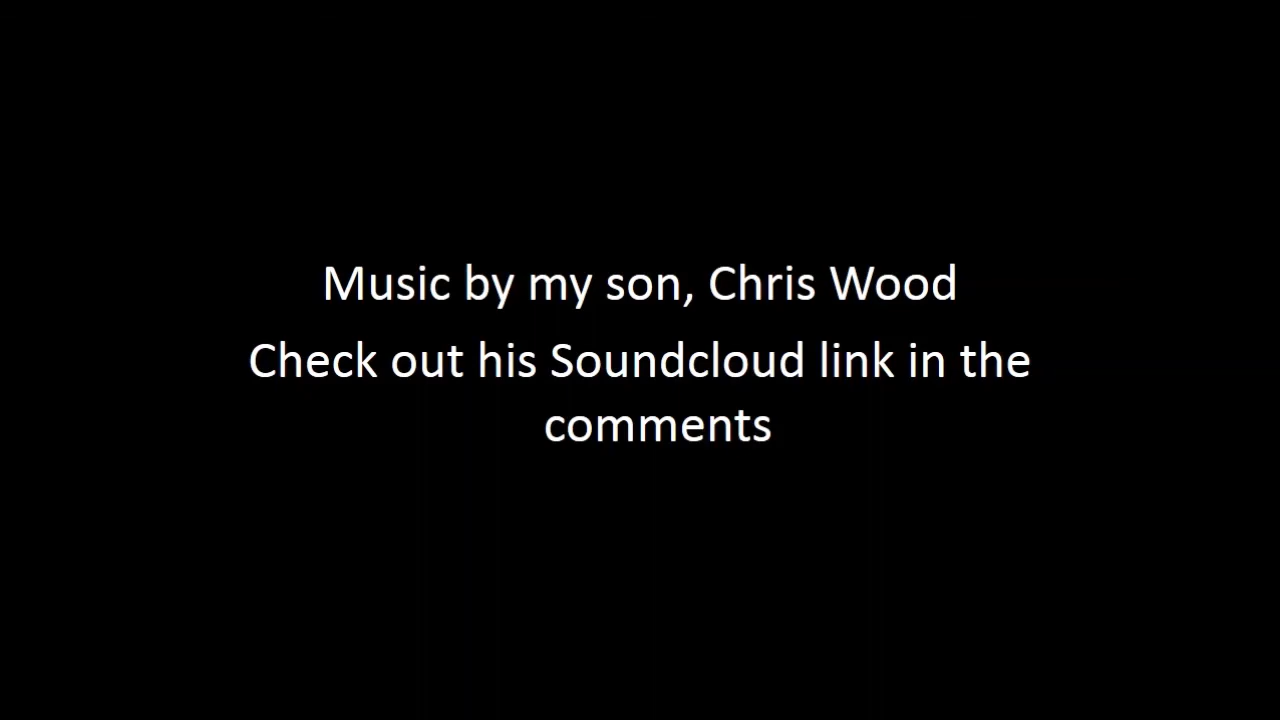 Music by my son, Chris Wood
Check out his Soundcloud link in the
comments